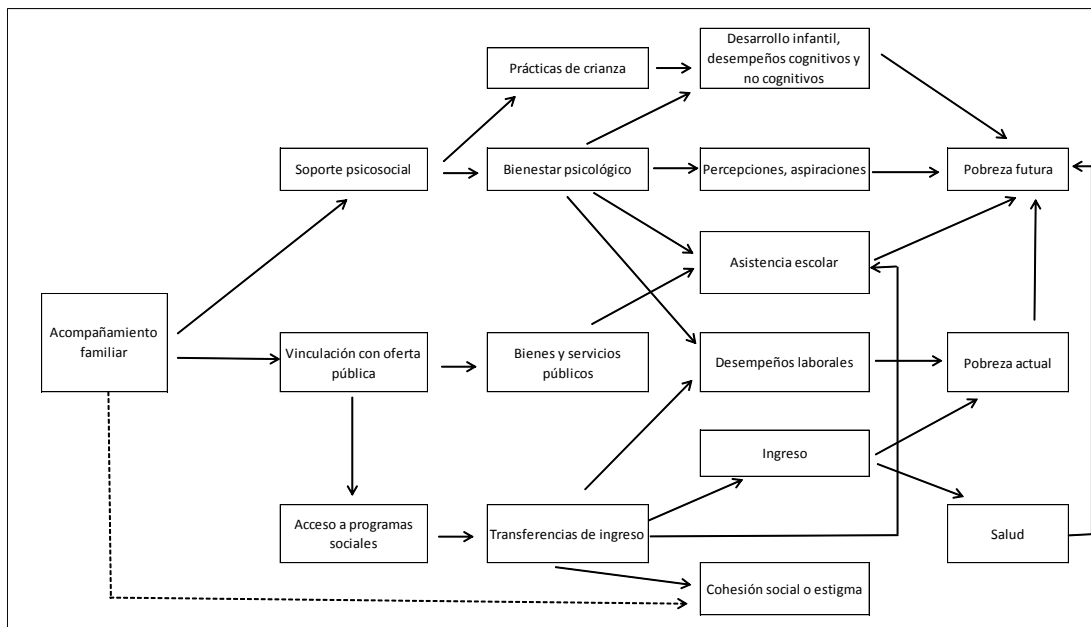 Desarrollo infantil,
desempeños cognitivos y
no cognitivos
Prácticas de crianza
Soporte psicosocial
Bienestar psicológico
Percepciones, aspiraciones
Pobreza futura
Asistencia escolar
Acompañamiento
familiar
Vinculación con oferta
pública
Bienes y servicios
públicos
Desempeños laborales
Pobreza actual
Ingreso
Acceso a programas
sociales
Transferencias de ingreso
Salud
Cohesión social o estigma